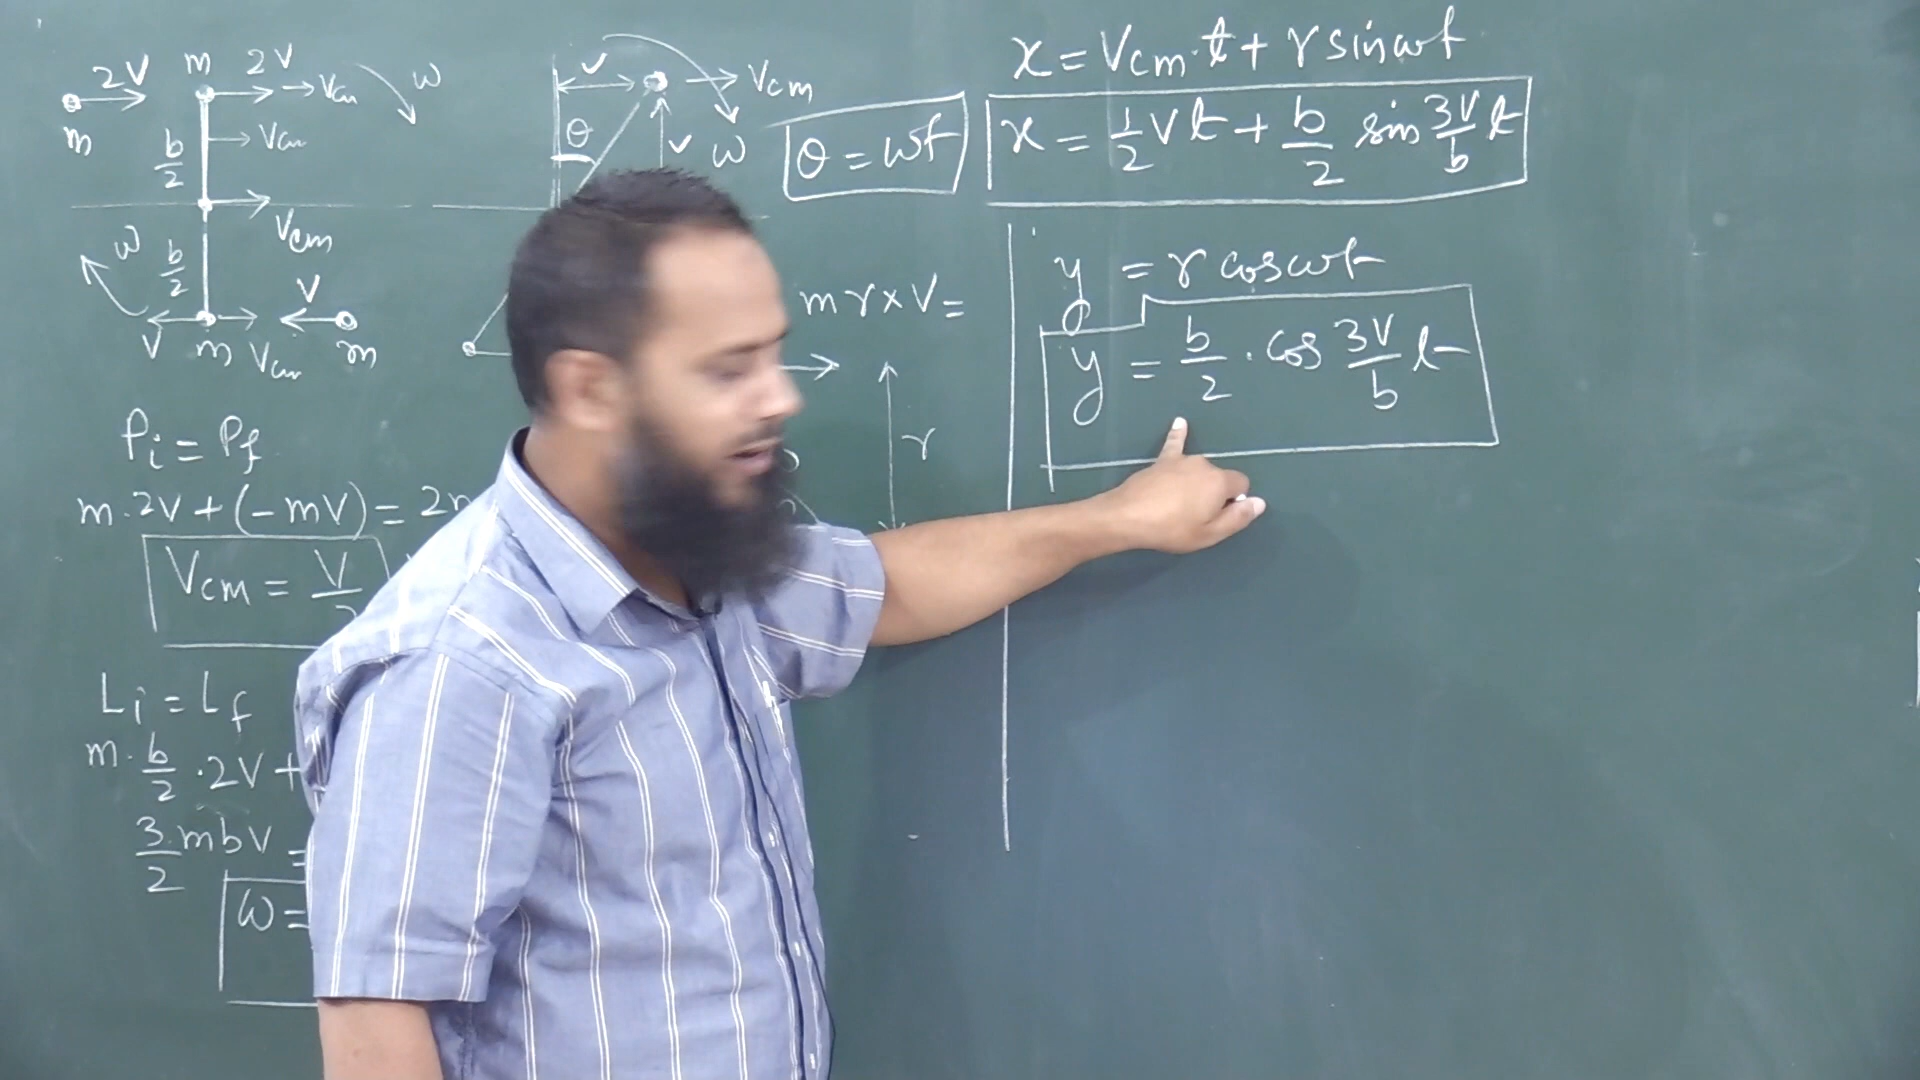 2V m 2V Vcm ω
m b/2 Vcm
Vcm
ω b/2 V
V m Vcm m
V Vcm
θ V ω
θ = ωt
m r × V =
r
Pi = Pf
m·2V + (−mV) = 2m
Vcm = V/2
Li = Lf
m·b/2·2V +
3/2 mbV =
ω =
x = Vcm·t + r sin ωt
x = 1/2 Vt + b/2 sin 3V/b t
y = r cos ωt
y = b/2 · cos 3V/b t